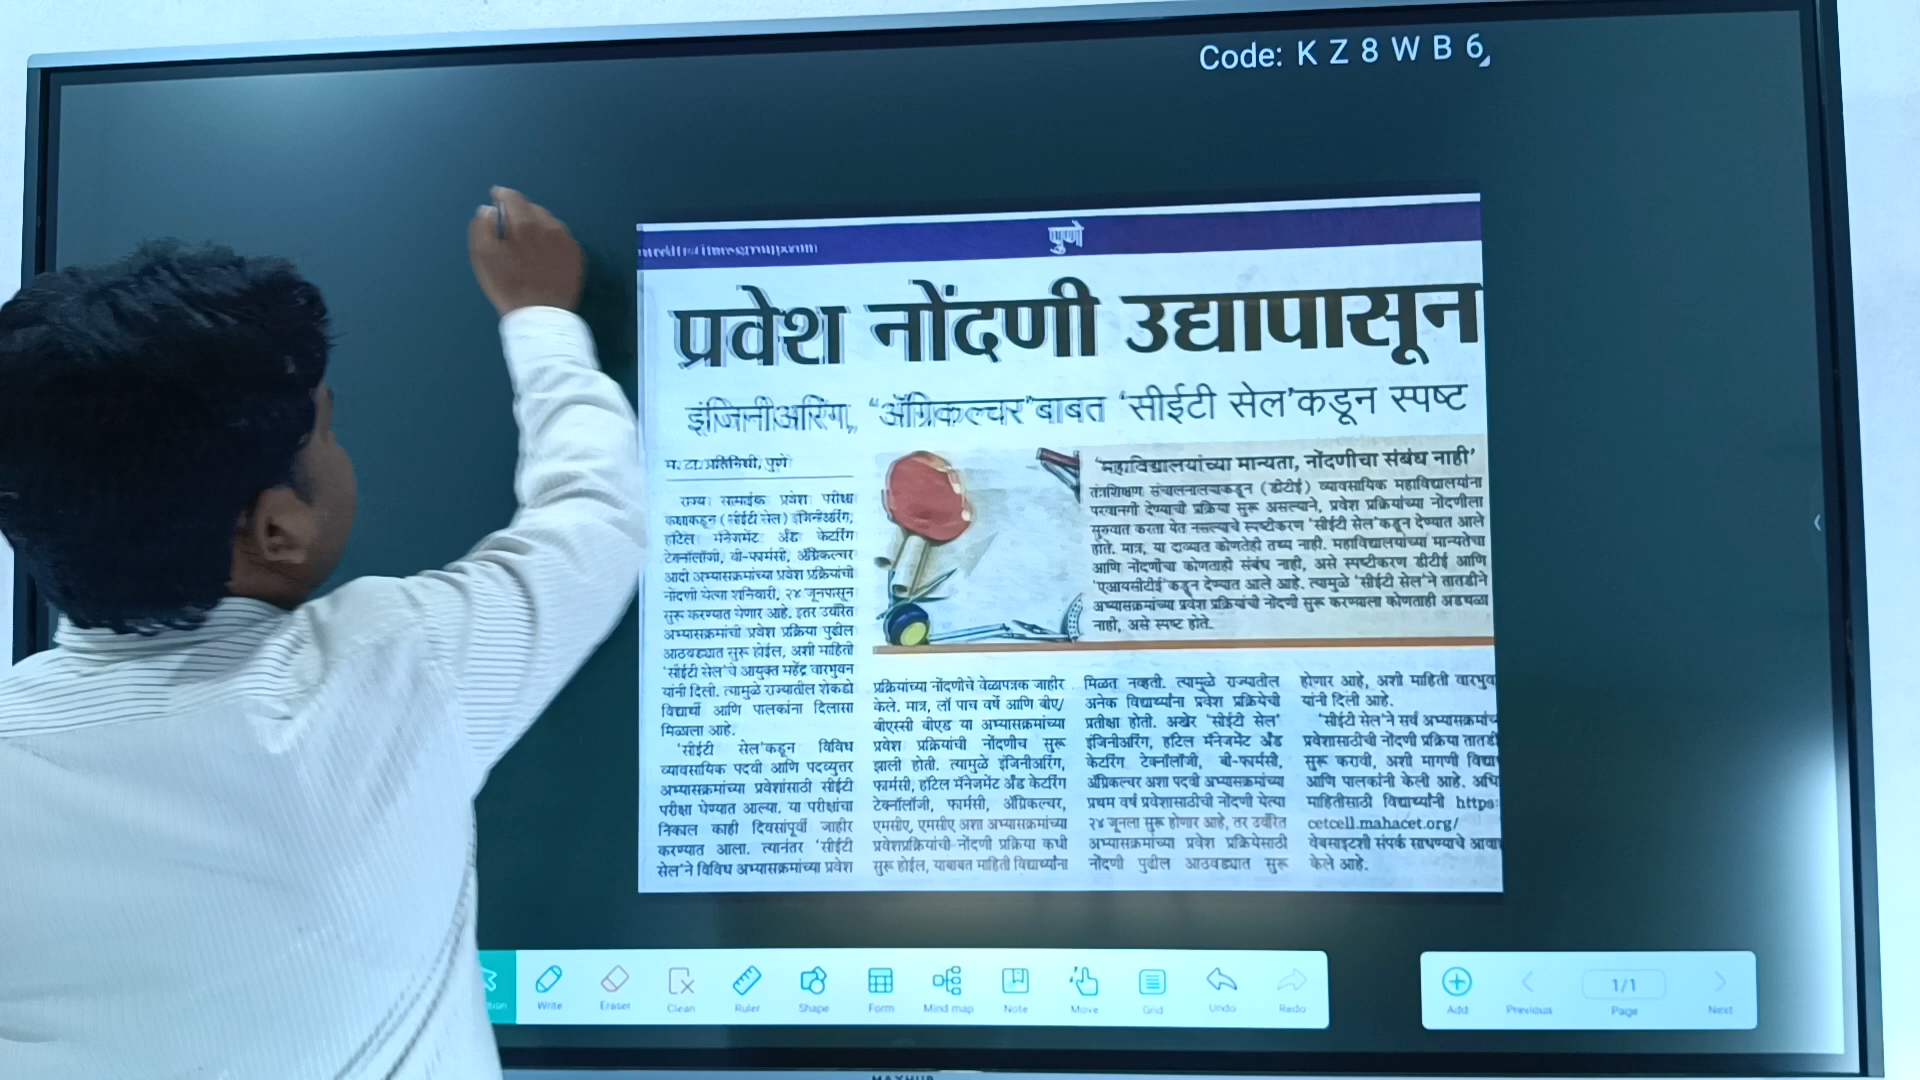 Code: K Z 8 W B 6
पुणे
प्रवेश नोंदणी उद्यापासून
इंजिनीअरिंग, 'ॲग्रिकल्चर'बाबत 'सीईटी सेल'कडून स्पष्ट
म. टा. प्रतिनिधी, पुणे
राज्य सामाईक प्रवेश परीक्षा
कक्षाकडून (सीईटी सेल) इंजिनीअरिंग,
हॉटेल मॅनेजमेंट अँड केटरिंग
टेक्नॉलॉजी, बी-फार्मसी, ॲग्रिकल्चर
आदी अभ्यासक्रमांच्या प्रवेश प्रक्रियांची
नोंदणी येत्या शनिवारी, २४ जूनपासून
सुरू करण्यात येणार आहे. इतर उर्वरित
अभ्यासक्रमांची प्रवेश प्रक्रिया पुढील
आठवड्यात सुरू होईल, अशी माहिती
'सीईटी सेल'चे आयुक्त महेंद्र वारभुवन
यांनी दिली. त्यामुळे राज्यातील शेकडो
विद्यार्थी आणि पालकांना दिलासा
मिळाला आहे.
'सीईटी सेल'कडून विविध
व्यावसायिक पदवी आणि पदव्युत्तर
अभ्यासक्रमांच्या प्रवेशांसाठी सीईटी
परीक्षा घेण्यात आल्या. या परीक्षांचा
निकाल काही दिवसांपूर्वी जाहीर
करण्यात आला. त्यानंतर 'सीईटी
सेल'ने विविध अभ्यासक्रमांच्या प्रवेश
'महाविद्यालयांच्या मान्यता, नोंदणीचा संबंध नाही'
तंत्रशिक्षण संचालनालयाकडून (डीटीई) व्यावसायिक महाविद्यालयांना
परवानगी देण्याची प्रक्रिया सुरू असल्याने, प्रवेश प्रक्रियांच्या नोंदणीला
सुरुवात करता येत नसल्याचे स्पष्टीकरण 'सीईटी सेल'कडून देण्यात आले
होते. मात्र, या दाव्यात कोणतेही तथ्य नाही. महाविद्यालयांच्या मान्यतेचा
आणि नोंदणीचा कोणताही संबंध नाही, असे स्पष्टीकरण डीटीई आणि
'एआयसीटीई'कडून देण्यात आले आहे. त्यामुळे 'सीईटी सेल'ने तातडीने
अभ्यासक्रमांच्या प्रवेश प्रक्रियांची नोंदणी सुरू करण्याला कोणताही अडथळा
नाही, असे स्पष्ट होते.
प्रक्रियांच्या नोंदणीचे वेळापत्रक जाहीर
केले. मात्र, लॉ पाच वर्षे आणि बीए/
बीएस्सी बीएड या अभ्यासक्रमांच्या
प्रवेश प्रक्रियांची नोंदणीच सुरू
झाली होती. त्यामुळे इंजिनीअरिंग,
फार्मसी, हॉटेल मॅनेजमेंट अँड केटरिंग
टेक्नॉलॉजी, फार्मसी, ॲग्रिकल्चर,
एमसीए, एमसीए अशा अभ्यासक्रमांच्या
प्रवेशप्रक्रियांची नोंदणी प्रक्रिया कधी
सुरू होईल, याबाबत माहिती विद्यार्थ्यांना
मिळत नव्हती. त्यामुळे राज्यातील
अनेक विद्यार्थ्यांना प्रवेश प्रक्रियेची
प्रतीक्षा होती. अखेर 'सीईटी सेल'
इंजिनीअरिंग, हॉटेल मॅनेजमेंट अँड
केटरिंग टेक्नॉलॉजी, बी-फार्मसी,
ॲग्रिकल्चर अशा पदवी अभ्यासक्रमांच्या
प्रथम वर्ष प्रवेशासाठीची नोंदणी येत्या
२४ जूनला सुरू होणार आहे, तर उर्वरित
अभ्यासक्रमांच्या प्रवेश प्रक्रियेसाठी
नोंदणी पुढील आठवड्यात सुरू
होणार आहे, अशी माहिती वारभुव
यांनी दिली आहे.
'सीईटी सेल'ने सर्व अभ्यासक्रमांच
प्रवेशासाठीची नोंदणी प्रक्रिया तातडी
सुरू करावी, अशी मागणी विद्या
आणि पालकांनी केली आहे. अधि
माहितीसाठी विद्यार्थ्यांनी https
cetcell.mahacet.org/
वेबसाइटशी संपर्क साधण्याचे आवा
केले आहे.
Write Eraser Clean Ruler Shape Form Mind map Note Move Grid Undo Redo
Add Previous 1/1 Page Next